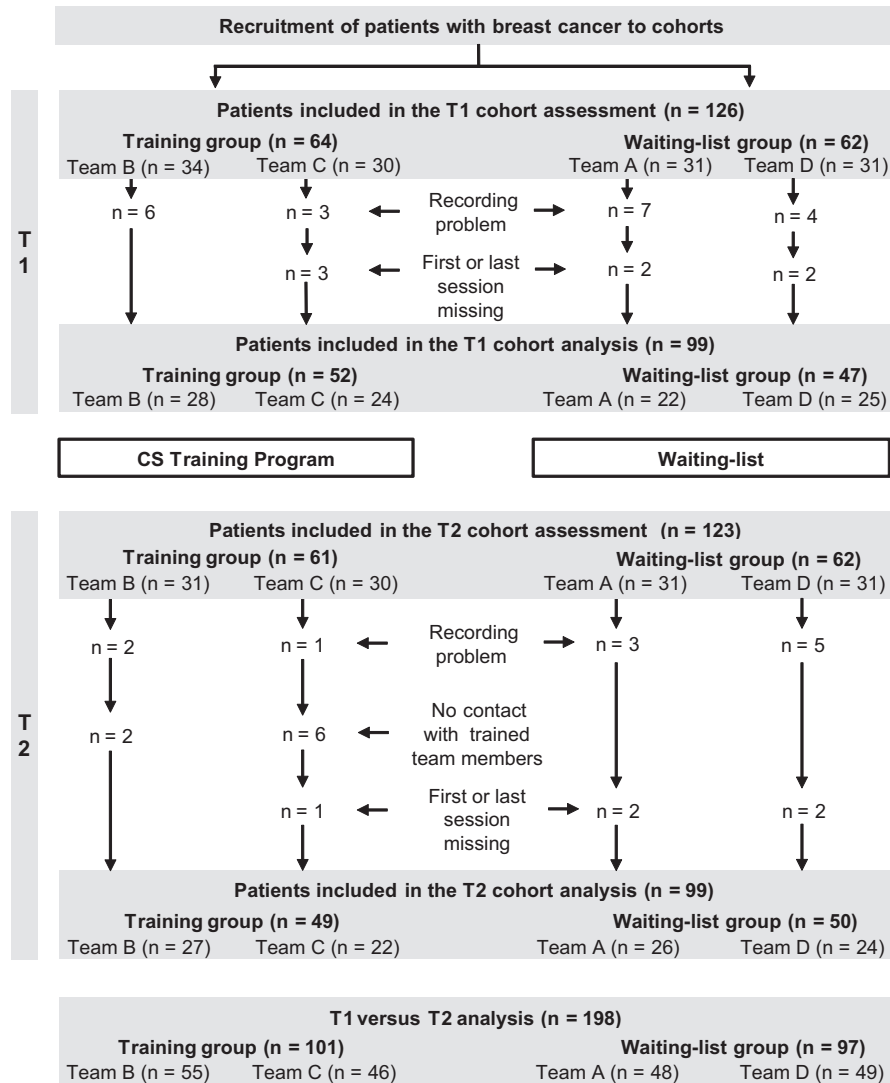 Recruitment of patients with breast cancer to cohorts
Patients included in the T1 cohort assessment (n = 126)
Training group (n = 64) Waiting-list group (n = 62)
Team B (n = 34) Team C (n = 30) Team A (n = 31) Team D (n = 31)
T
1
n = 6 n = 3 Recording n = 7 n = 4
problem
n = 3 First or last n = 2 n = 2
session
missing
Patients included in the T1 cohort analysis (n = 99)
Training group (n = 52) Waiting-list group (n = 47)
Team B (n = 28) Team C (n = 24) Team A (n = 22) Team D (n = 25)
CS Training Program Waiting-list
Patients included in the T2 cohort assessment (n = 123)
Training group (n = 61) Waiting-list group (n = 62)
Team B (n = 31) Team C (n = 30) Team A (n = 31) Team D (n = 31)
T
2
n = 2 n = 1 Recording n = 3 n = 5
problem
No contact
n = 2 n = 6 with trained
team members
n = 1 First or last n = 2 n = 2
session
missing
Patients included in the T2 cohort analysis (n = 99)
Training group (n = 49) Waiting-list group (n = 50)
Team B (n = 27) Team C (n = 22) Team A (n = 26) Team D (n = 24)
T1 versus T2 analysis (n = 198)
Training group (n = 101) Waiting-list group (n = 97)
Team B (n = 55) Team C (n = 46) Team A (n = 48) Team D (n = 49)